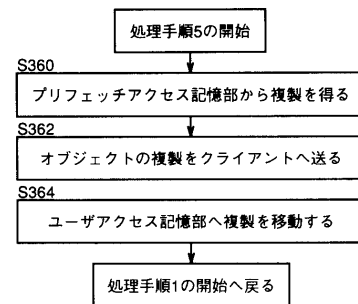 処理手順5の開始
S360
プリフェッチアクセス記憶部から複製を得る
S362
オブジェクトの複製をクライアントへ送る
S364
ユーザアクセス記憶部へ複製を移動する
処理手順1の開始へ戻る